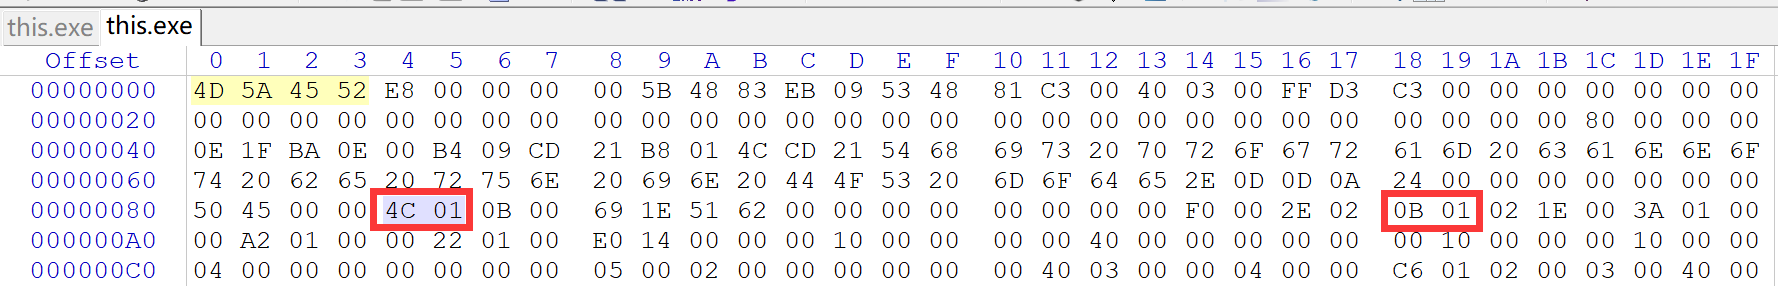 this.exe this.exe
Offset 0 1 2 3 4 5 6 7 8 9 A B C D E F 10 11 12 13 14 15 16 17 18 19 1A 1B 1C 1D 1E 1F
00000000 4D 5A 45 52 E8 00 00 00 00 5B 48 83 EB 09 53 48 81 C3 00 40 03 00 FF D3 C3 00 00 00 00 00 00 00
00000020 00 00 00 00 00 00 00 00 00 00 00 00 00 00 00 00 00 00 00 00 00 00 00 00 00 00 00 00 80 00 00 00
00000040 0E 1F BA 0E 00 B4 09 CD 21 B8 01 4C CD 21 54 68 69 73 20 70 72 6F 67 72 61 6D 20 63 61 6E 6E 6F
00000060 74 20 62 65 20 72 75 6E 20 69 6E 20 44 4F 53 20 6D 6F 64 65 2E 0D 0D 0A 24 00 00 00 00 00 00 00
00000080 50 45 00 00 4C 01 0B 00 69 1E 51 62 00 00 00 00 00 00 00 00 F0 00 2E 02 0B 01 02 1E 00 3A 01 00
000000A0 00 A2 01 00 00 22 01 00 E0 14 00 00 00 10 00 00 00 00 40 00 00 00 00 00 00 10 00 00 00 10 00 00
000000C0 04 00 00 00 00 00 00 00 05 00 02 00 00 00 00 00 00 40 03 00 00 04 00 00 C6 01 02 00 03 00 40 00